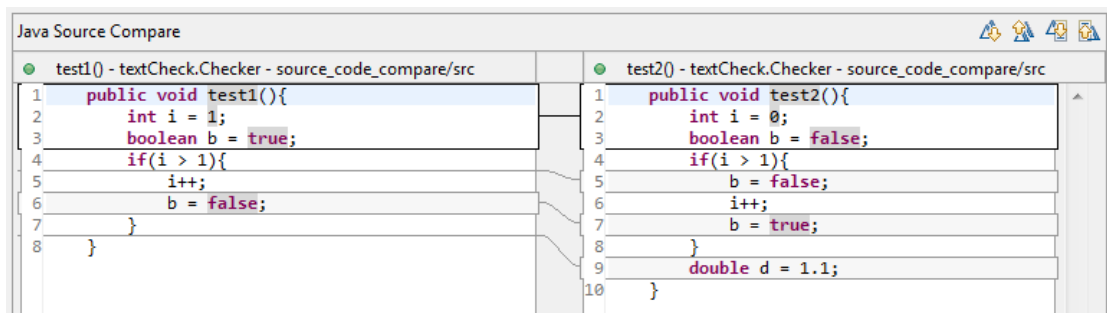 Java Source Compare
test1() - textCheck.Checker - source_code_compare/src
1 public void test1(){
2 int i = 1;
3 boolean b = true;
4 if(i > 1){
5 i++;
6 b = false;
7 }
8 }
test2() - textCheck.Checker - source_code_compare/src
1 public void test2(){
2 int i = 0;
3 boolean b = false;
4 if(i > 1){
5 b = false;
6 i++;
7 b = true;
8 }
9 double d = 1.1;
10 }